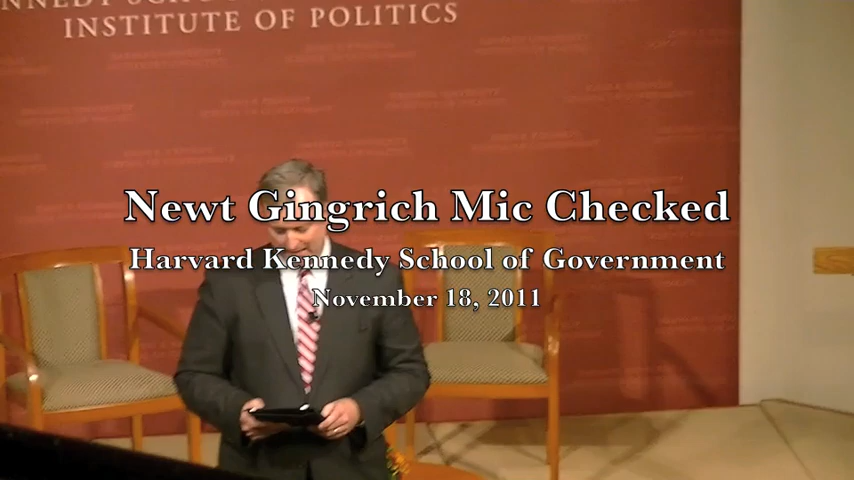 INSTITUTE OF POLITICS
Newt Gingrich Mic Checked
Harvard Kennedy School of Government
November 18, 2011